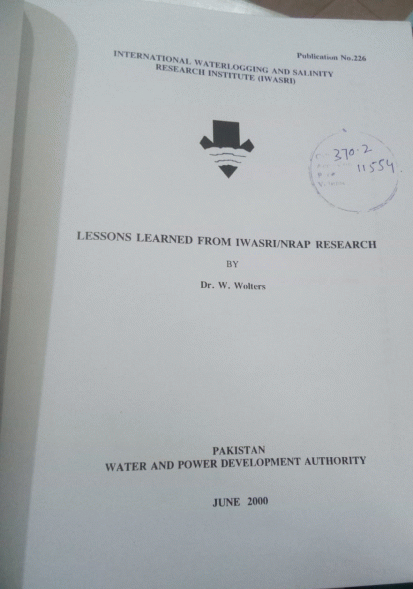 Publication No.226
INTERNATIONAL WATERLOGGING AND SALINITY
RESEARCH INSTITUTE (IWASRI)
370.2
11554
LESSONS LEARNED FROM IWASRI/NRAP RESEARCH
BY
Dr. W. Wolters
PAKISTAN
WATER AND POWER DEVELOPMENT AUTHORITY
JUNE 2000